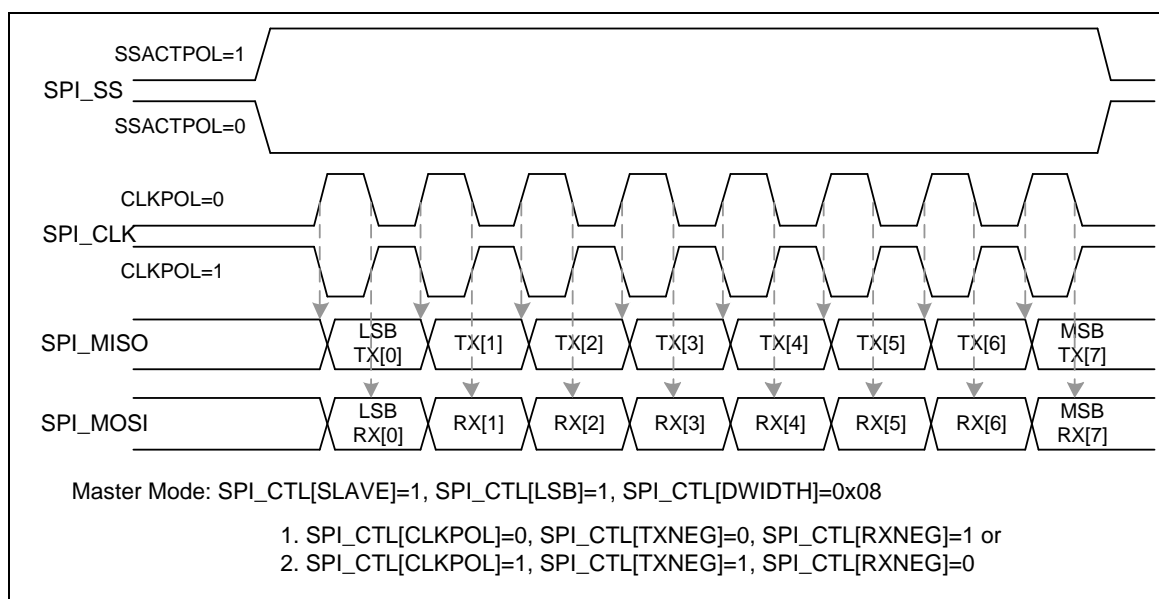 SSACTPOL=1
SPI_SS
SSACTPOL=0
CLKPOL=0
SPI_CLK
CLKPOL=1
SPI_MISO
LSB
TX[0]
TX[1]
TX[2]
TX[3]
TX[4]
TX[5]
TX[6]
MSB
TX[7]
SPI_MOSI
LSB
RX[0]
RX[1]
RX[2]
RX[3]
RX[4]
RX[5]
RX[6]
MSB
RX[7]
Master Mode: SPI_CTL[SLAVE]=1, SPI_CTL[LSB]=1, SPI_CTL[DWIDTH]=0x08
1. SPI_CTL[CLKPOL]=0, SPI_CTL[TXNEG]=0, SPI_CTL[RXNEG]=1 or
2. SPI_CTL[CLKPOL]=1, SPI_CTL[TXNEG]=1, SPI_CTL[RXNEG]=0